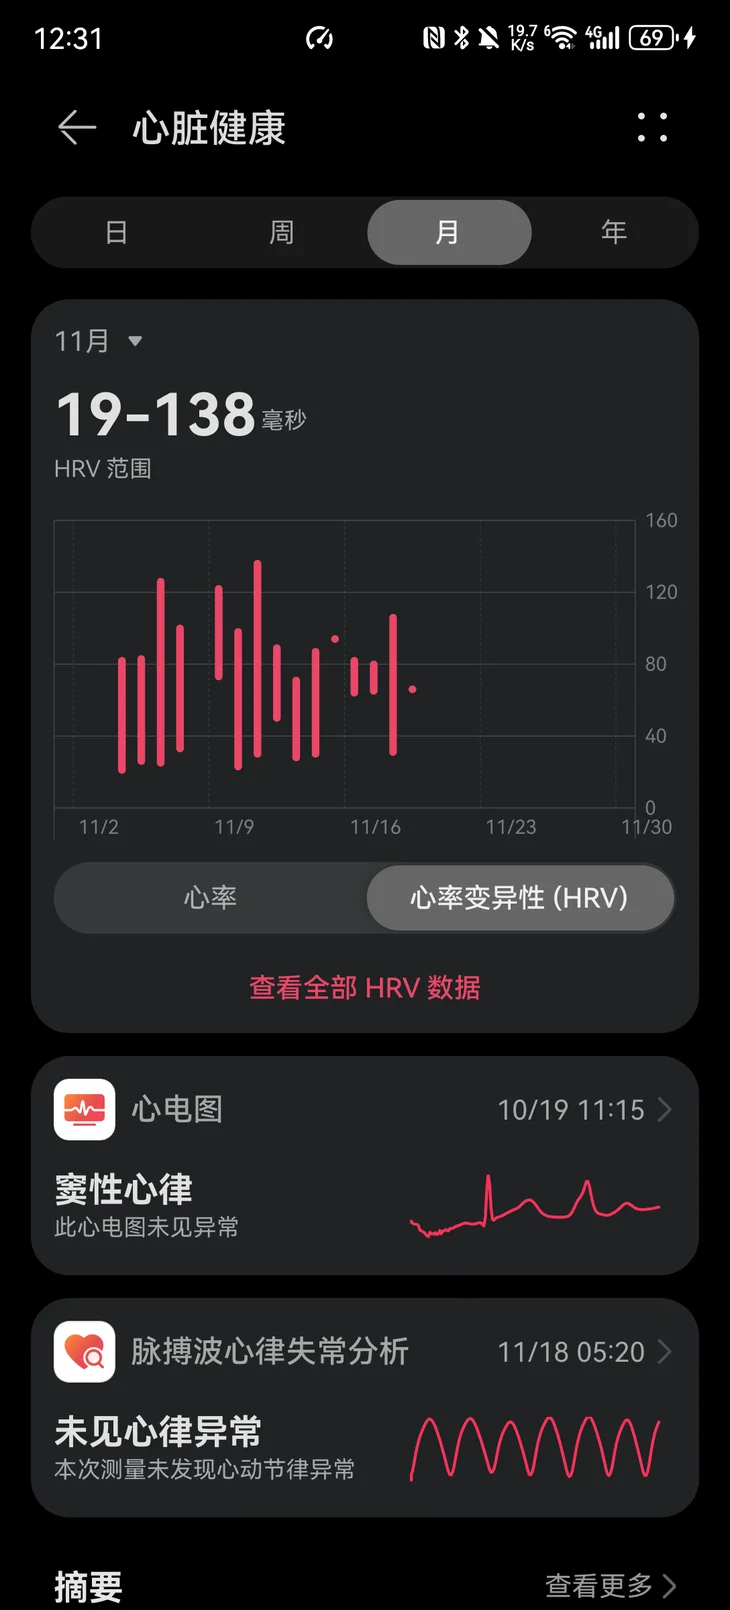 12:31
19.7 K/s
6
4G
69
心脏健康
日 周 月 年
11月
19-138毫秒
HRV 范围
160
120
80
40
0
11/2 11/9 11/16 11/23 11/30
心率 心率变异性 (HRV)
查看全部 HRV 数据
心电图 10/19 11:15
窦性心律
此心电图未见异常
脉搏波心律失常分析 11/18 05:20
未见心律异常
本次测量未发现心动节律异常
摘要 查看更多